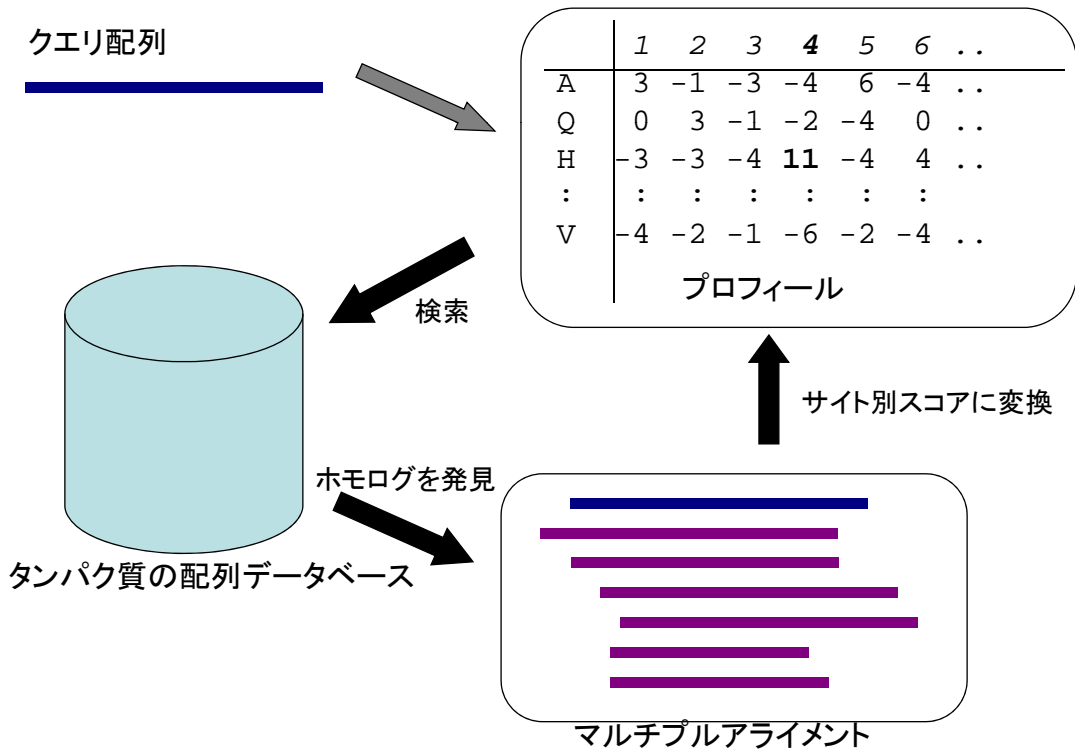 クエリ配列
1 2 3 4 5 6 ..
A 3 -1 -3 -4 6 -4 ..
Q 0 3 -1 -2 -4 0 ..
H -3 -3 -4 11 -4 4 ..
: : : : : : :
V -4 -2 -1 -6 -2 -4 ..
プロフィール
検索
サイト別スコアに変換
ホモログを発見
タンパク質の配列データベース
マルチプルアライメント